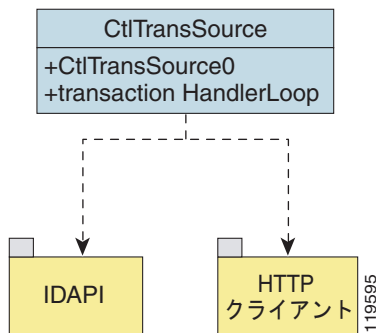 CtlTransSource
+CtlTransSource0
+transaction HandlerLoop
IDAPI
HTTP
クライアント
119595